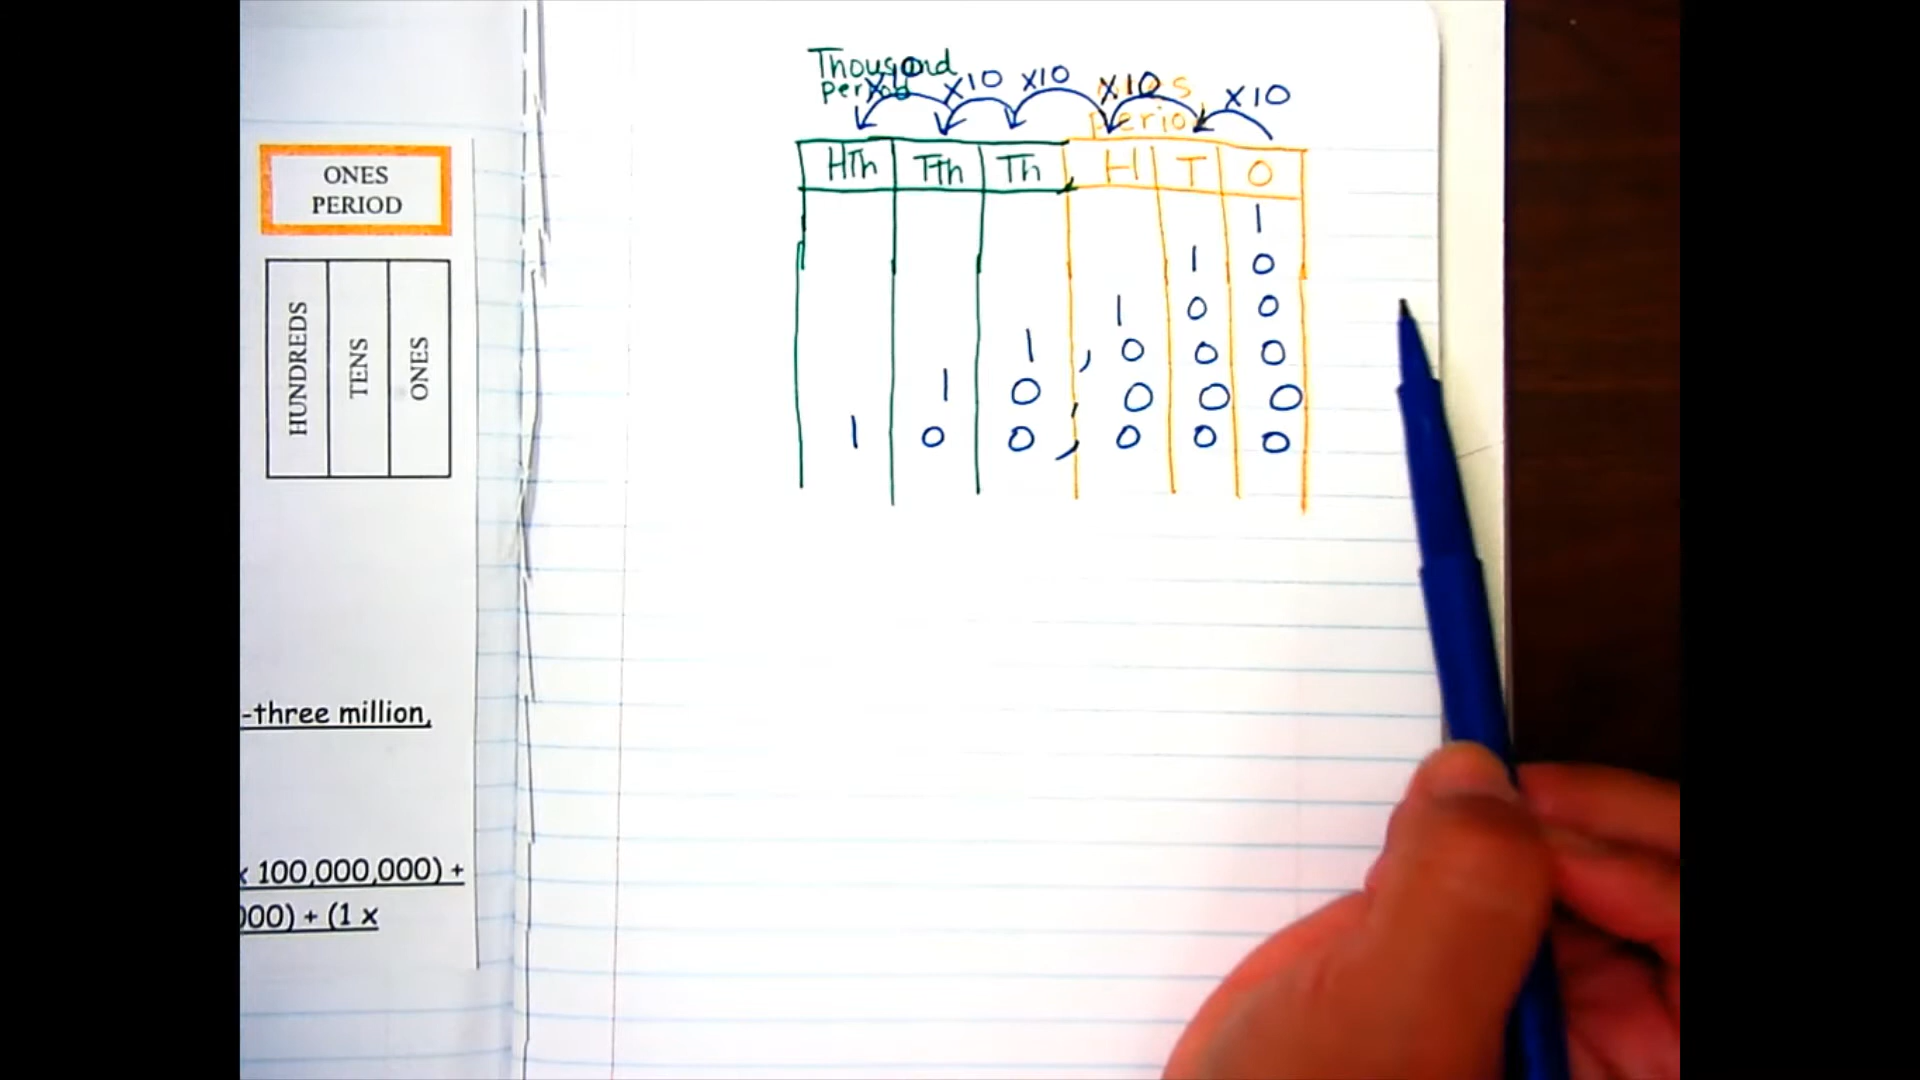 ONES
PERIOD
HUNDREDS
TENS
ONES
-three million,
x 100,000,000) +
000) + (1 x
Thousand
period
x10 x10 x10 x10 x10
period
HTh TTh Th H T O
1
1 0
1 0 0
1 , 0 0 0
1 0 , 0 0 0
1 0 0 , 0 0 0